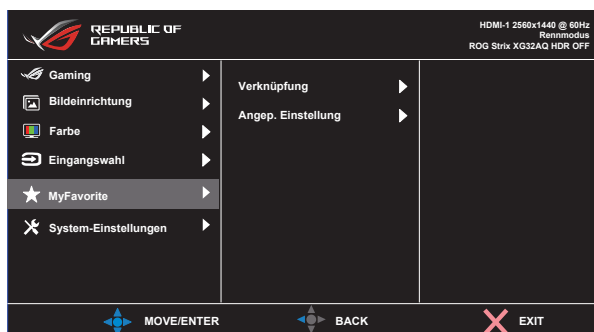 REPUBLIC OF
GAMERS
HDMI-1 2560x1440 @ 60Hz
Rennmodus
ROG Strix XG32AQ HDR OFF
Gaming
Bildeinrichtung
Farbe
Eingangswahl
MyFavorite
System-Einstellungen
Verknüpfung
Angep. Einstellung
MOVE/ENTER
BACK
EXIT